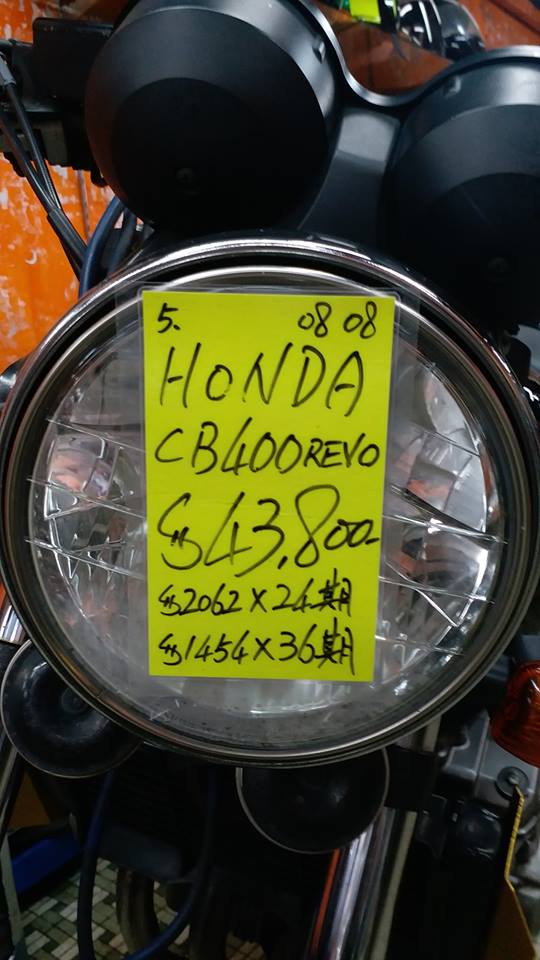 5. 08 08
HONDA
CB400REVO
$43,800-
$2062 X 24期
$1454 X 36期